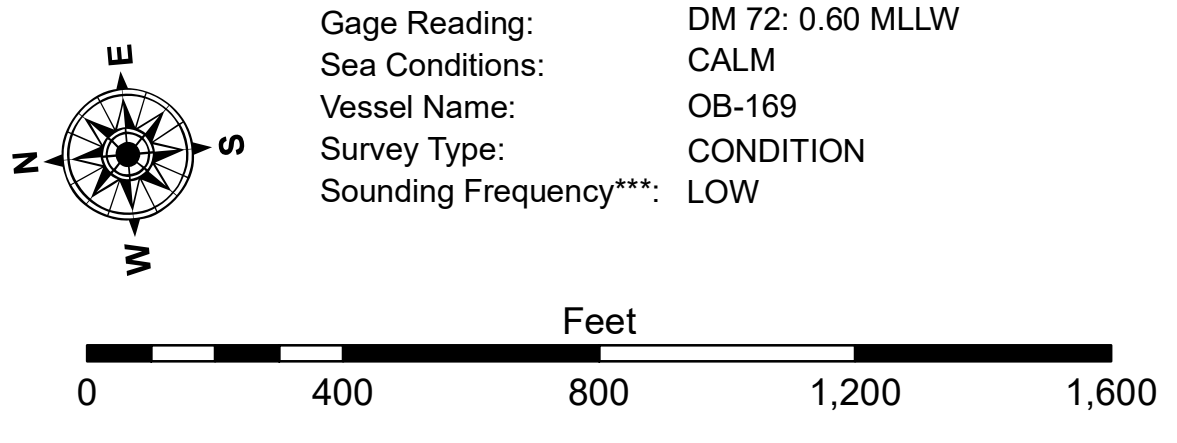 E
N
S
W
Gage Reading: DM 72: 0.60 MLLW
Sea Conditions: CALM
Vessel Name: OB-169
Survey Type: CONDITION
Sounding Frequency***: LOW
Feet
0 400 800 1,200 1,600